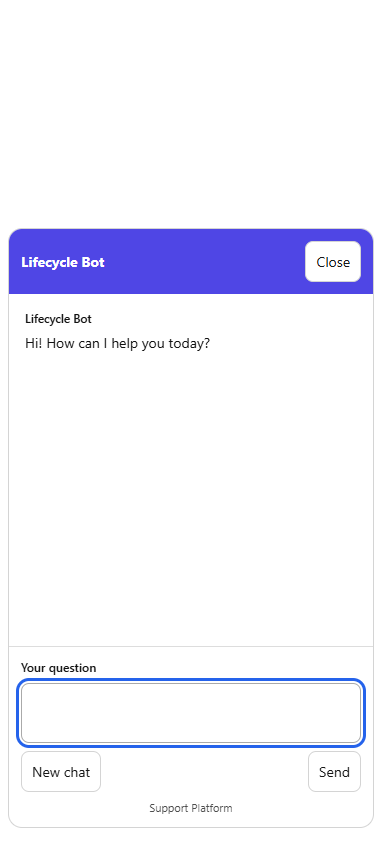 Lifecycle Bot
Close
Lifecycle Bot
Hi! How can I help you today?
Your question
New chat
Send
Support Platform